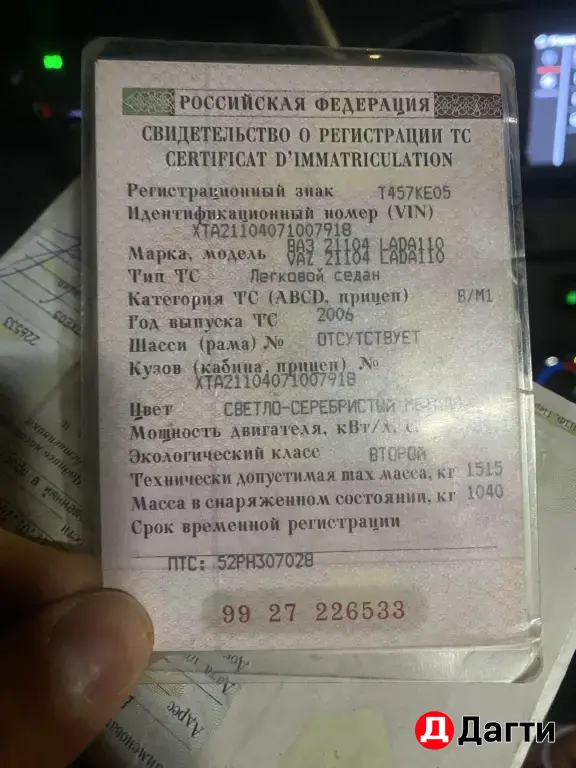 РОССИЙСКАЯ ФЕДЕРАЦИЯ
СВИДЕТЕЛЬСТВО О РЕГИСТРАЦИИ ТС
CERTIFICAT D'IMMATRICULATION
Регистрационный знак Т457КЕ05
Идентификационный номер (VIN)
XTA21104071007918
ВАЗ 21104 LADA110
Марка, модель VAZ 21104 LADA110
Тип ТС Легковой седан
Категория ТС (ABCD, прицеп) B/M1
Год выпуска ТС 2006
Шасси (рама) № ОТСУТСТВУЕТ
Кузов (кабина, прицеп) №
XTA21104071007918
Цвет СВЕТЛО-СЕРЕБРИСТЫЙ
Мощность двигателя, кВт/л. с.
Экологический класс ВТОРОЙ
Технически допустимая max масса, кг 1515
Масса в снаряженном состоянии, кг 1040
Срок временной регистрации
ПТС: 52РН307028
99 27 226533
226533
Адрес
Дагти